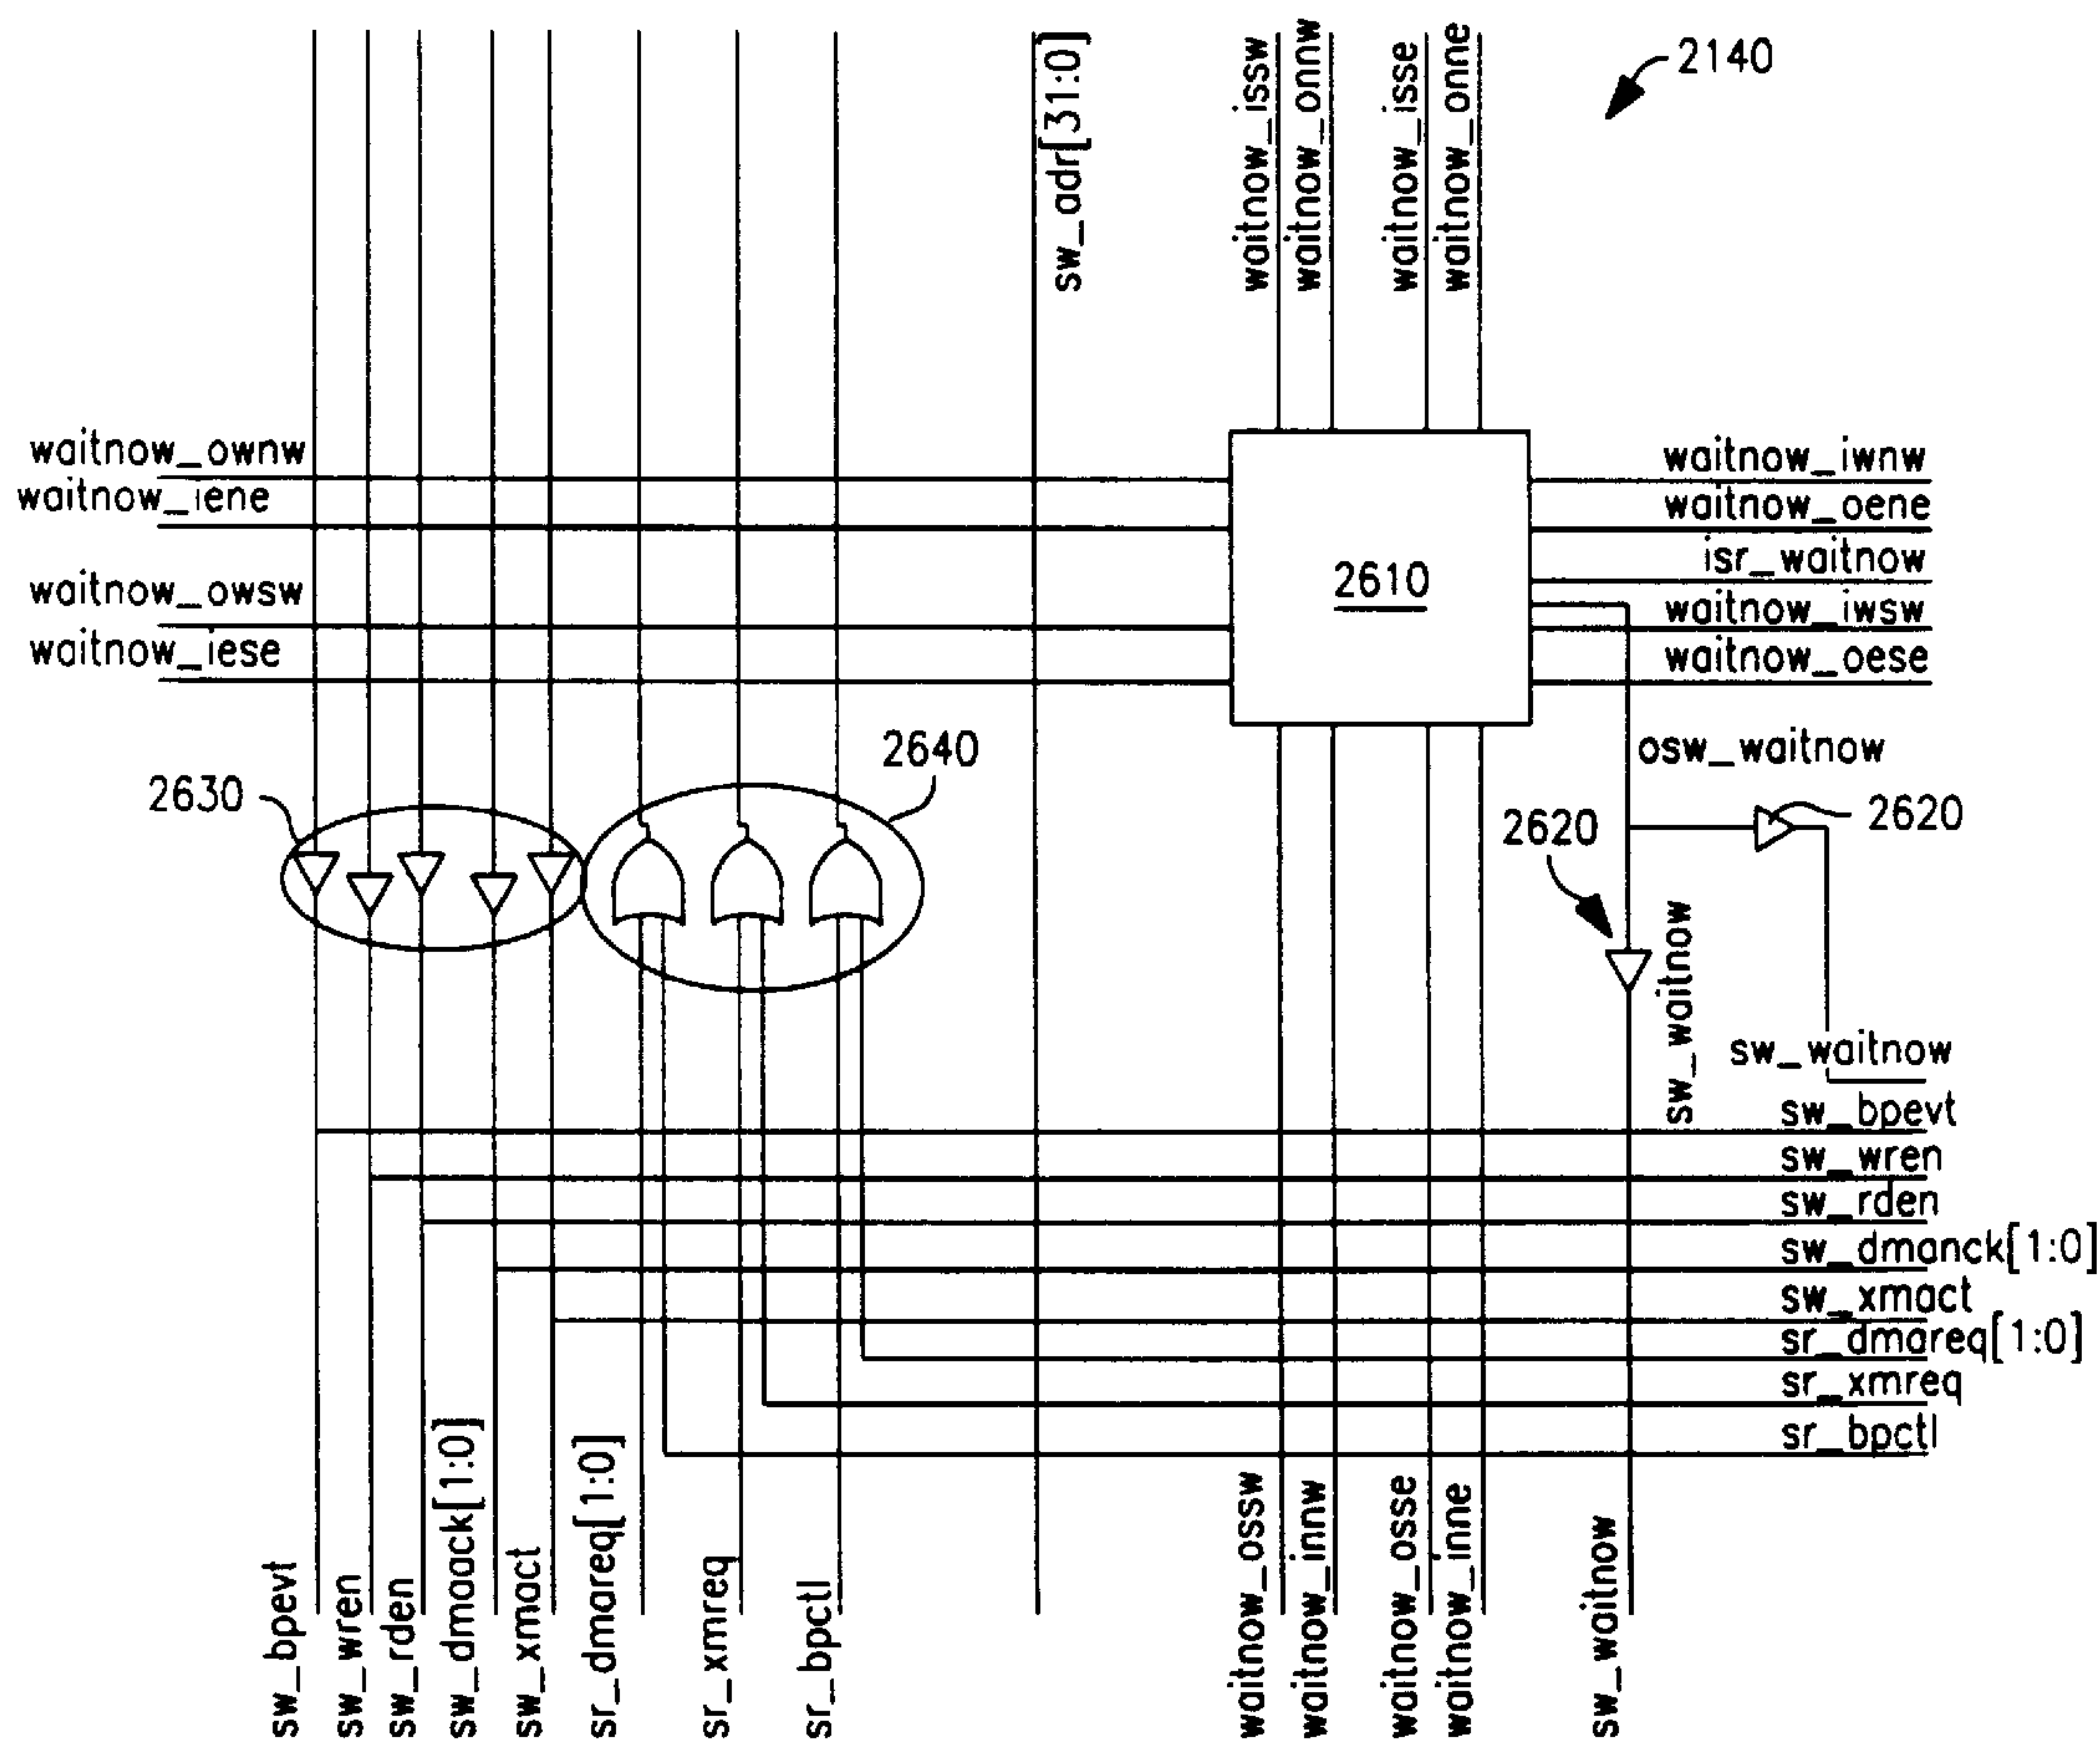 sw_adr[31:0]
waitnow_issw
waitnow_onnw
waitnow_isse
waitnow_onne
2140
waitnow_ownw
waitnow_iene
waitnow_owsw
waitnow_iese
2610
waitnow_iwnw
waitnow_oene
isr_waitnow
waitnow_iwsw
waitnow_oese
2630
2640
osw_waitnow
2620
2620
sw_waitnow
sw_waitnow
sw_bpevt
sw_wren
sw_rden
sw_dmanck[1:0]
sw_xmact
sr_dmareq[1:0]
sr_xmreq
sr_bpctl
sw_bpevt
sw_wren
sw_rden
sw_dmaack[1:0]
sw_xmact
sr_dmareq[1:0]
sr_xmreq
sr_bpctl
waitnow_ossw
waitnow_innw
waitnow_osse
waitnow_inne
sw_waitnow